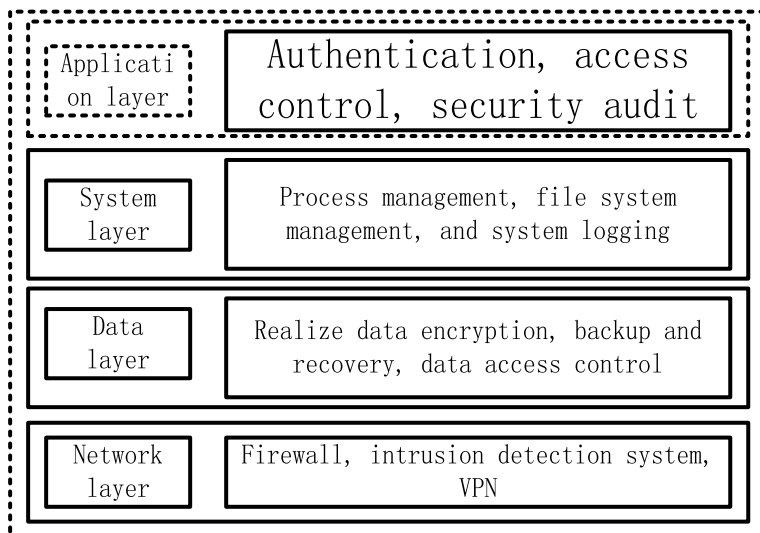 Applicati
on layer
Authentication, access
control, security audit
System
layer
Process management, file system
management, and system logging
Data
layer
Realize data encryption, backup and
recovery, data access control
Network
layer
Firewall, intrusion detection system,
VPN